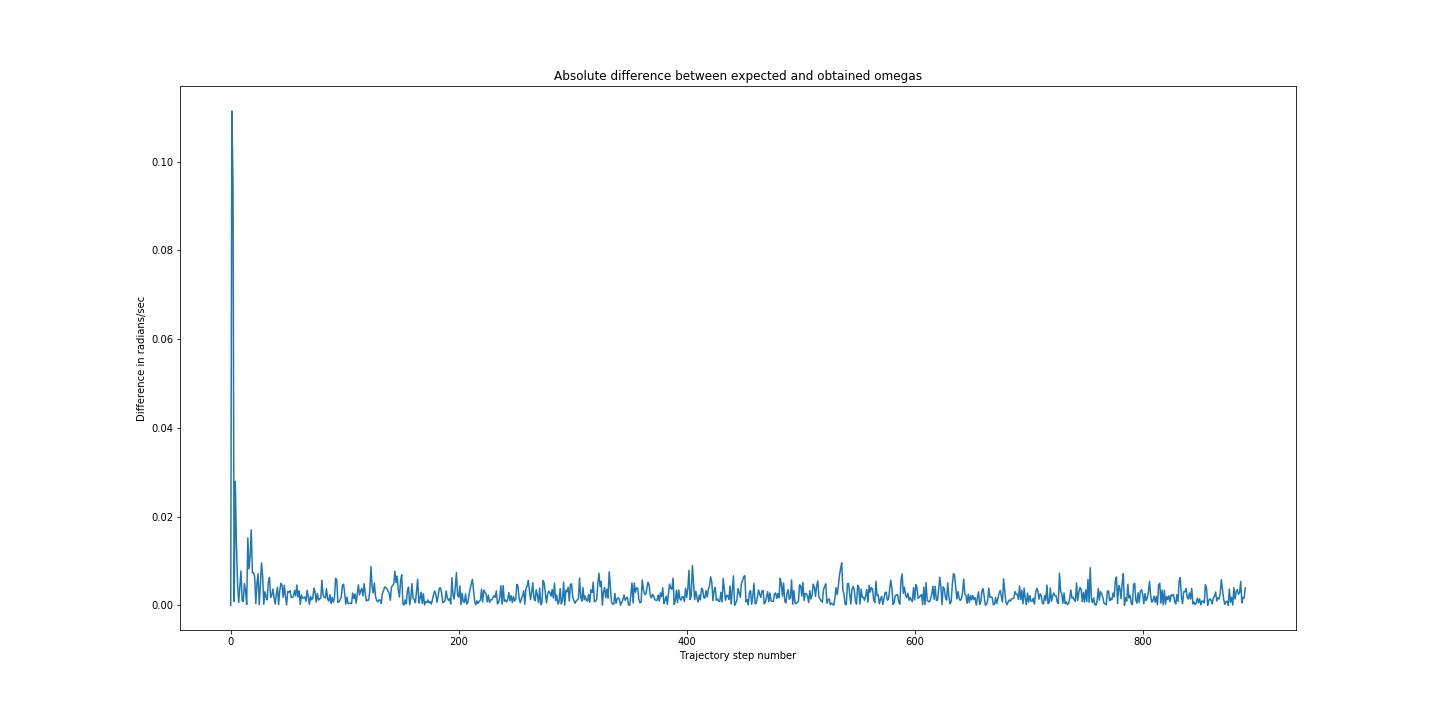 Absolute difference between expected and obtained omegas
Difference in radians/sec
0.10
0.08
0.06
0.04
0.02
0.00
0 200 400 600 800
Trajectory step number